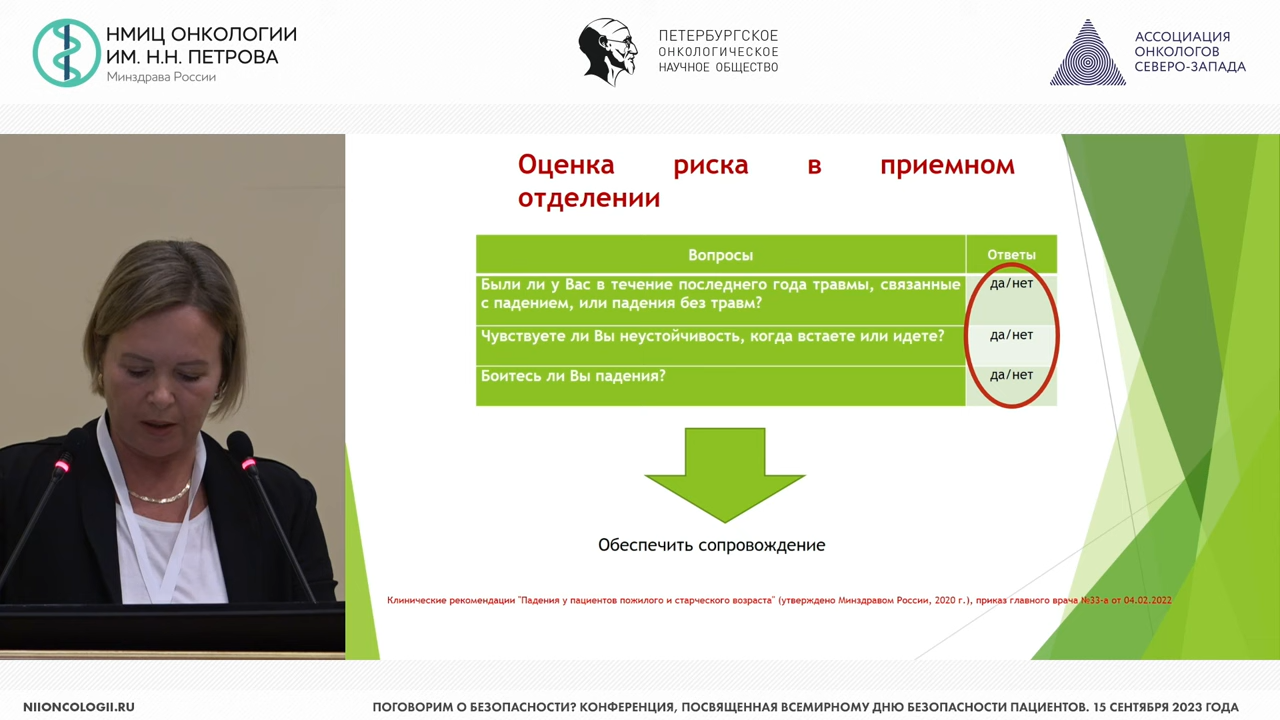 НМИЦ ОНКОЛОГИИ
ИМ. Н.Н. ПЕТРОВА
Минздрава России
ПЕТЕРБУРГСКОЕ
ОНКОЛОГИЧЕСКОЕ
НАУЧНОЕ ОБЩЕСТВО
АССОЦИАЦИЯ
ОНКОЛОГОВ
СЕВЕРО-ЗАПАДА
Оценка риска в приемном
отделении
Вопросы
Ответы
Были ли у Вас в течение последнего года травмы, связанные
с падением, или падения без травм?
да/нет
Чувствуете ли Вы неустойчивость, когда встаете или идете?
да/нет
Боитесь ли Вы падения?
да/нет
Обеспечить сопровождение
Клинические рекомендации "Падения у пациентов пожилого и старческого возраста" (утверждено Минздравом России, 2020 г.), приказ главного врача №33-а от 04.02.2022
NIIONCOLOGII.RU
ПОГОВОРИМ О БЕЗОПАСНОСТИ? КОНФЕРЕНЦИЯ, ПОСВЯЩЕННАЯ ВСЕМИРНОМУ ДНЮ БЕЗОПАСНОСТИ ПАЦИЕНТОВ. 15 СЕНТЯБРЯ 2023 ГОДА